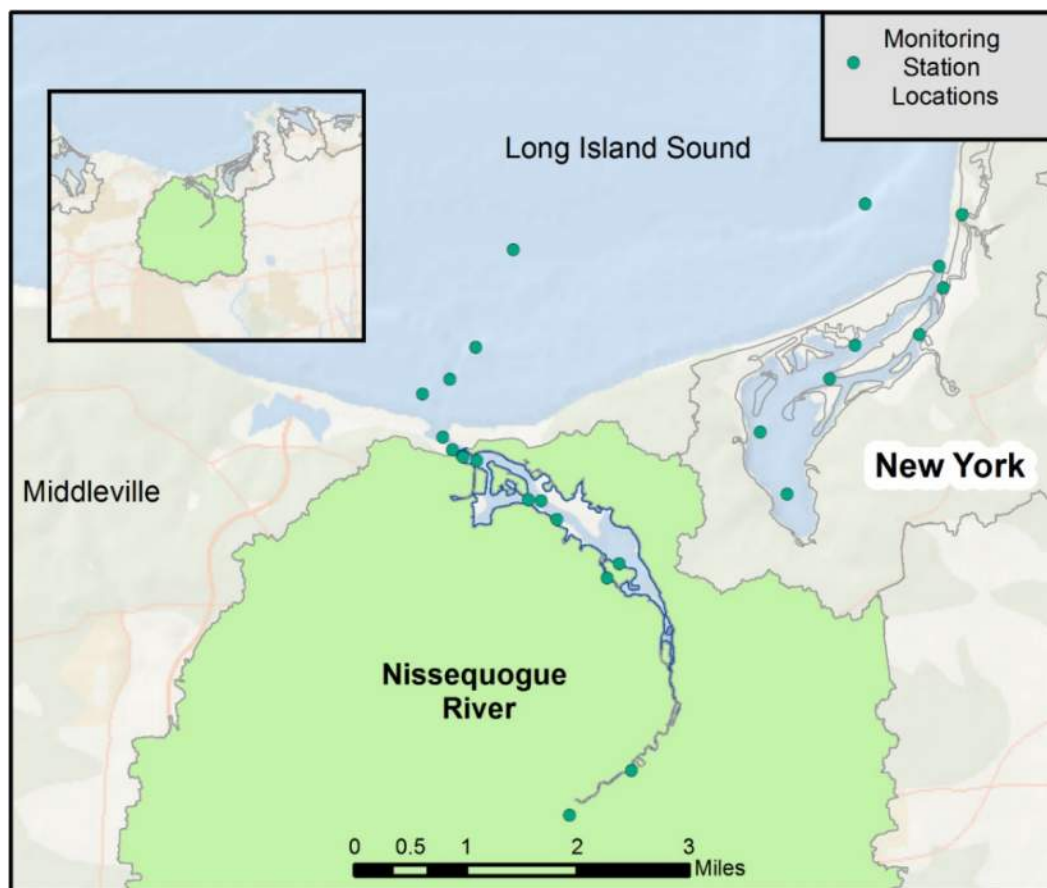 Monitoring
Station
Locations
Long Island Sound
New York
Middleville
Nissequogue
River
0 0.5 1 2 3
Miles